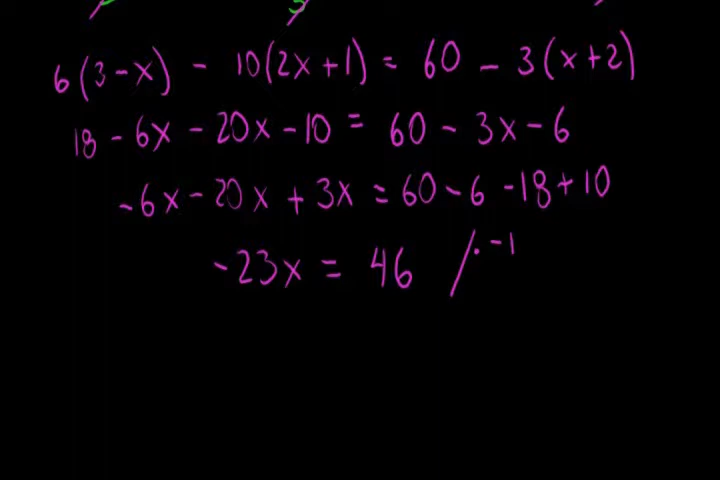 6(3-x) - 10(2x+1) = 60 - 3(x+2)
18 - 6x - 20x - 10 = 60 - 3x - 6
-6x - 20x + 3x = 60 - 6 - 18 + 10
-23x = 46 /· -1